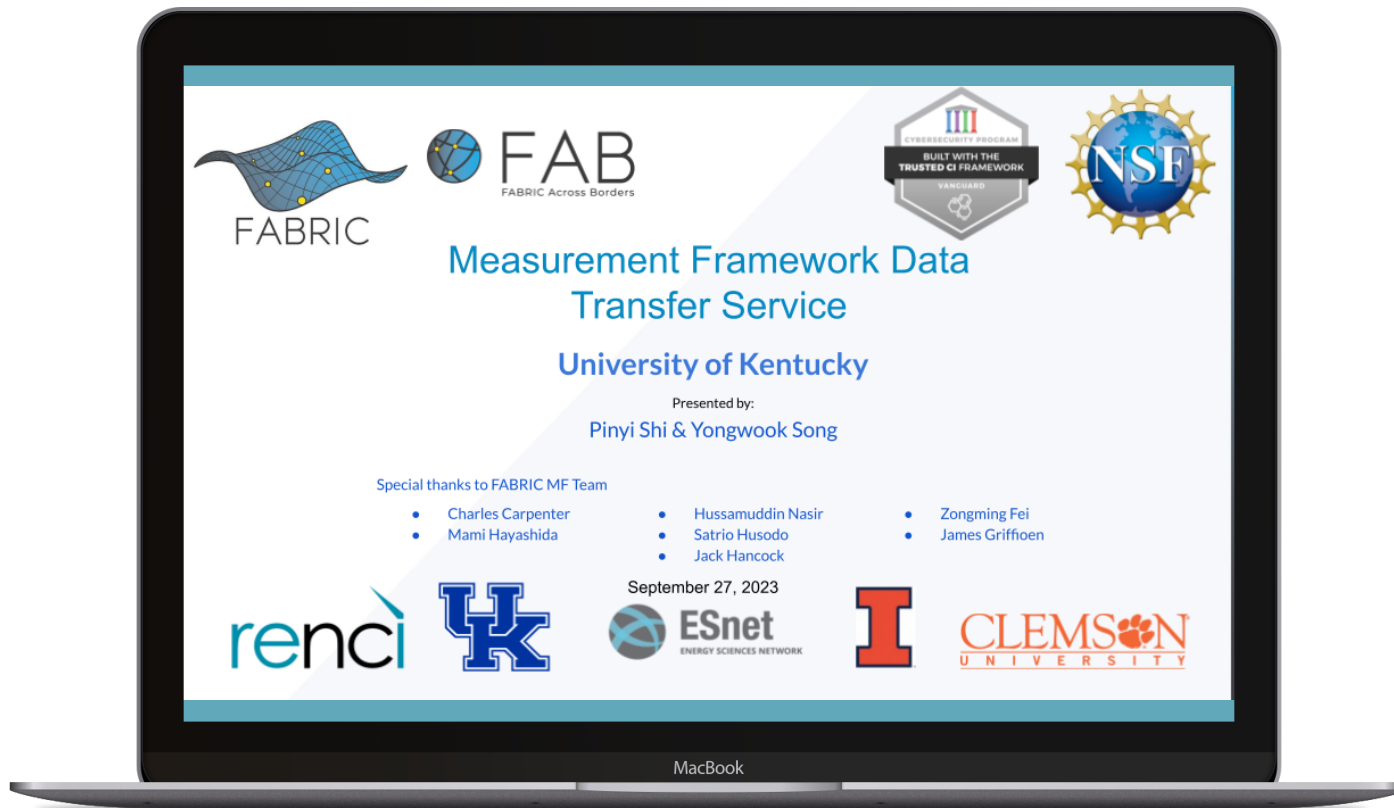 FABRIC
FAB
FABRIC Across Borders
CYBERSECURITY PROGRAM
BUILT WITH THE
TRUSTED CI FRAMEWORK
VANGUARD
NSF
Measurement Framework Data
Transfer Service
University of Kentucky
Presented by:
Pinyi Shi & Yongwook Song
Special thanks to FABRIC MF Team
● Charles Carpenter
● Mami Hayashida
● Hussamuddin Nasir
● Satrio Husodo
● Jack Hancock
● Zongming Fei
● James Griffioen
September 27, 2023
rencì
UK
ESnet
ENERGY SCIENCES NETWORK
I
CLEMSON®
UNIVERSITY
MacBook